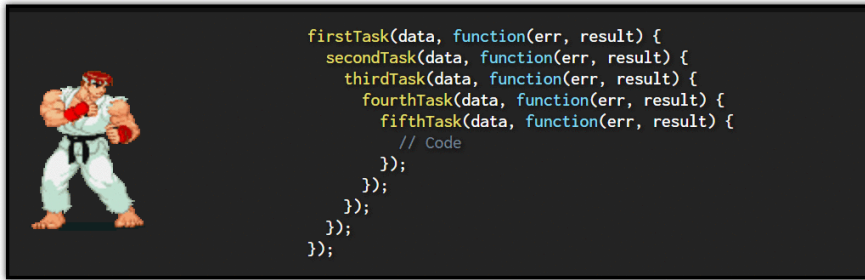 firstTask(data, function(err, result) {
  secondTask(data, function(err, result) {
    thirdTask(data, function(err, result) {
      fourthTask(data, function(err, result) {
        fifthTask(data, function(err, result) {
          // Code
        });
      });
    });
  });
});